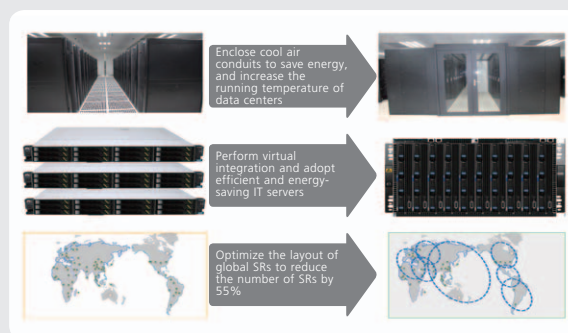 Enclose cool air
conduits to save energy,
and increase the
running temperature of
data centers
Perform virtual
integration and adopt
efficient and energy-
saving IT servers
Optimize the layout of
global SRs to reduce
the number of SRs by
55%